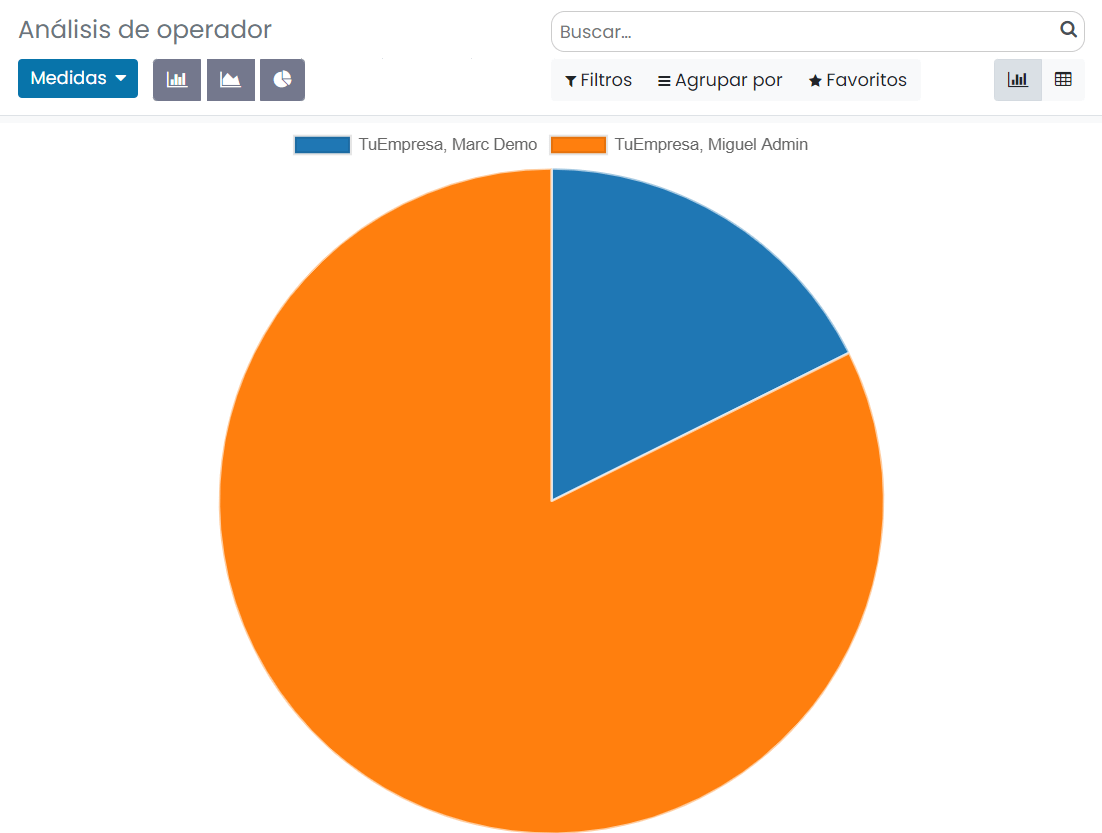 Análisis de operador
Buscar...
Medidas
Filtros Agrupar por Favoritos
TuEmpresa, Marc Demo TuEmpresa, Miguel Admin